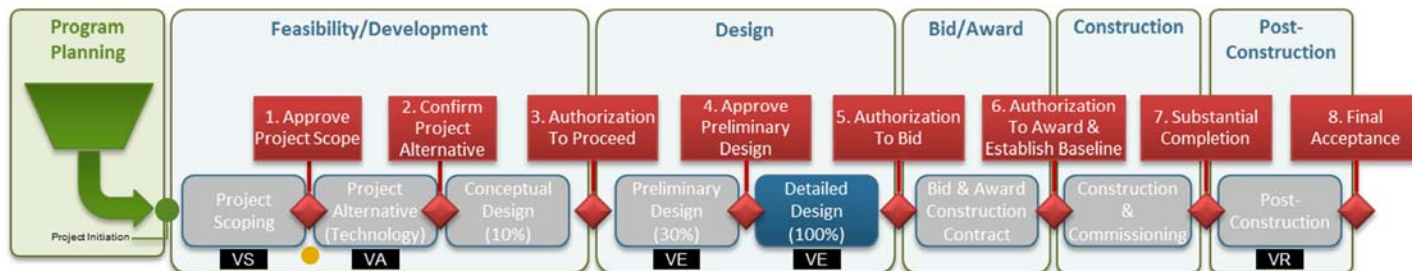 Program
Planning
Feasibility/Development
Design
Bid/Award
Construction
Post-
Construction
1. Approve
Project Scope
2. Confirm
Project
Alternative
3. Authorization
To Proceed
4. Approve
Preliminary
Design
5. Authorization
To Bid
6. Authorization
To Award &
Establish Baseline
7. Substantial
Completion
8. Final
Acceptance
Project Initiation
Project
Scoping
Project
Alternative
(Technology)
Conceptual
Design
(10%)
Preliminary
Design
(30%)
Detailed
Design
(100%)
Bid & Award
Construction
Contract
Construction
&
Commissioning
Post-
Construction
VS
VA
VE
VE
VR